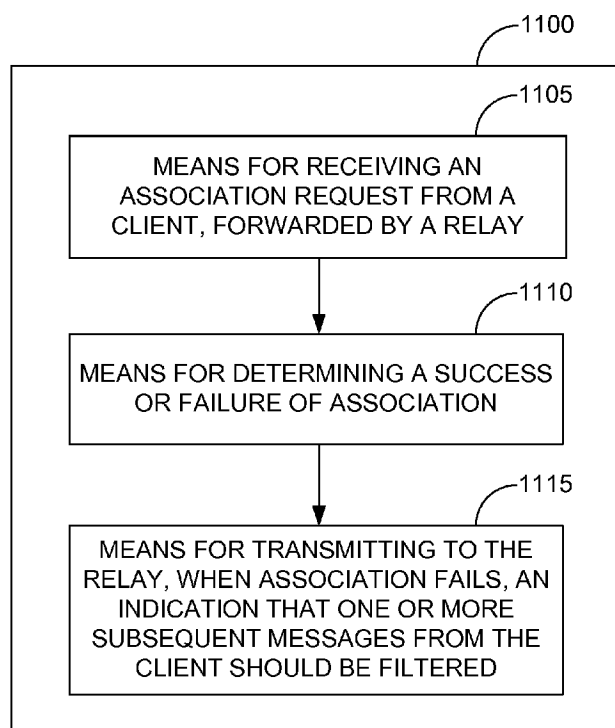 1100
1105
MEANS FOR RECEIVING AN
ASSOCIATION REQUEST FROM A
CLIENT, FORWARDED BY A RELAY
1110
MEANS FOR DETERMINING A SUCCESS
OR FAILURE OF ASSOCIATION
1115
MEANS FOR TRANSMITTING TO THE
RELAY, WHEN ASSOCIATION FAILS, AN
INDICATION THAT ONE OR MORE
SUBSEQUENT MESSAGES FROM THE
CLIENT SHOULD BE FILTERED